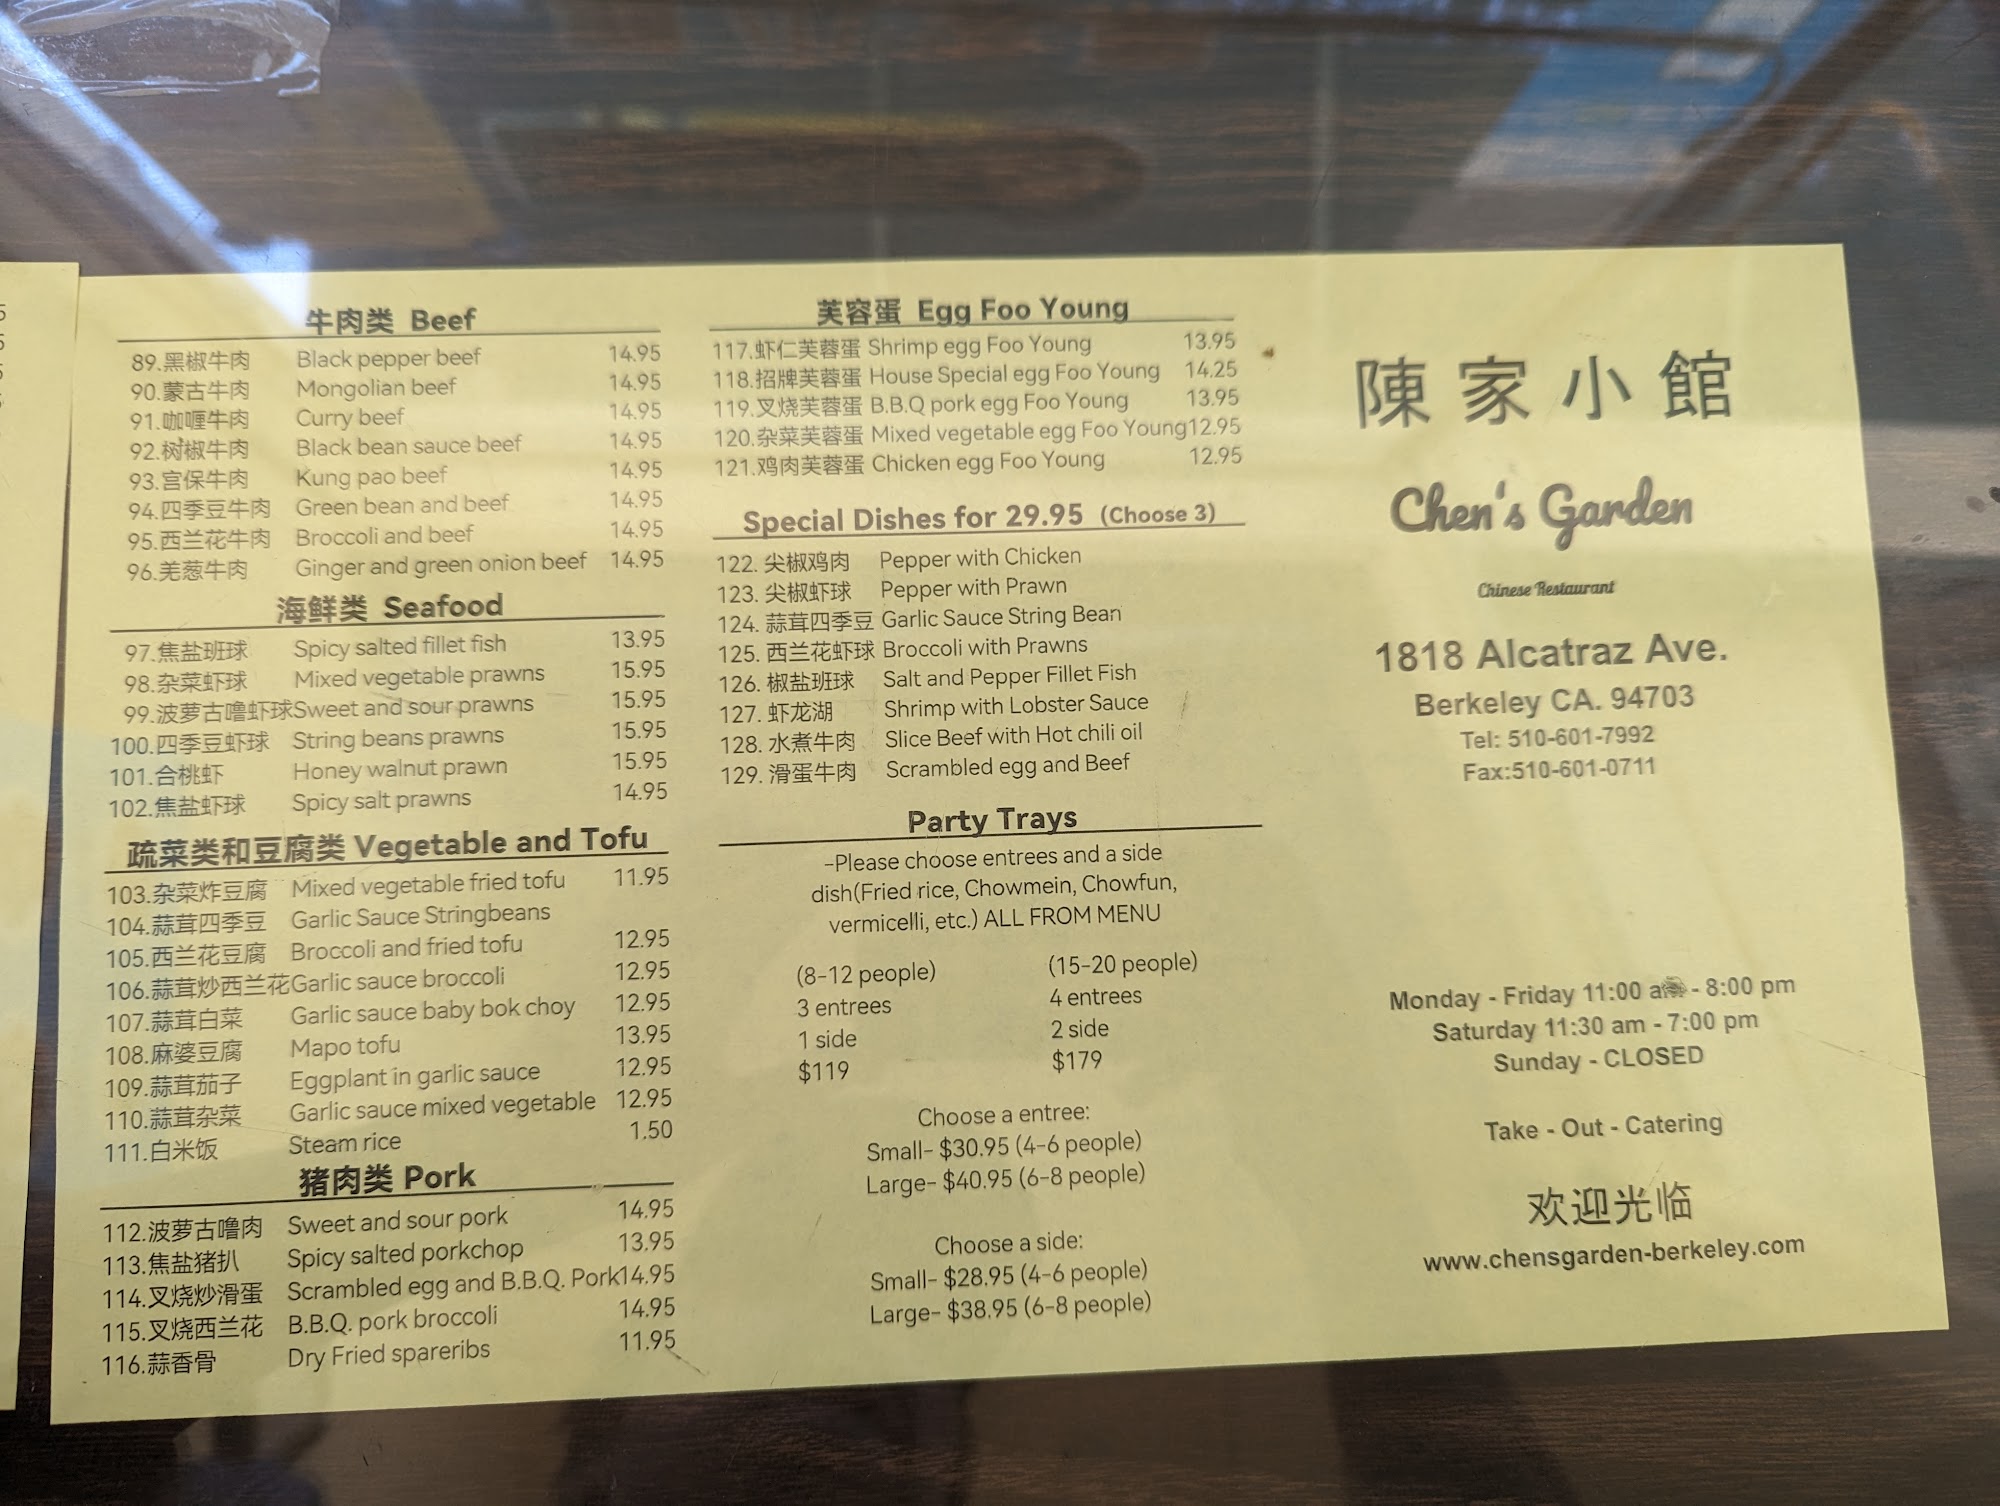 牛肉类 Beef
89.黑椒牛肉 Black pepper beef 14.95
90.蒙古牛肉 Mongolian beef 14.95
91.咖喱牛肉 Curry beef 14.95
92.树椒牛肉 Black bean sauce beef 14.95
93.宫保牛肉 Kung pao beef 14.95
94.四季豆牛肉 Green bean and beef 14.95
95.西兰花牛肉 Broccoli and beef 14.95
96.羌葱牛肉 Ginger and green onion beef 14.95
海鲜类 Seafood
97.焦盐班球 Spicy salted fillet fish 13.95
98.杂菜虾球 Mixed vegetable prawns 15.95
99.波萝古噜虾球 Sweet and sour prawns 15.95
100.四季豆虾球 String beans prawns 15.95
101.合桃虾 Honey walnut prawn 15.95
102.焦盐虾球 Spicy salt prawns 14.95
疏菜类和豆腐类 Vegetable and Tofu
103.杂菜炸豆腐 Mixed vegetable fried tofu 11.95
104.蒜茸四季豆 Garlic Sauce Stringbeans
105.西兰花豆腐 Broccoli and fried tofu 12.95
106.蒜茸炒西兰花 Garlic sauce broccoli 12.95
107.蒜茸白菜 Garlic sauce baby bok choy 12.95
108.麻婆豆腐 Mapo tofu 13.95
109.蒜茸茄子 Eggplant in garlic sauce 12.95
110.蒜茸杂菜 Garlic sauce mixed vegetable 12.95
111.白米饭 Steam rice 1.50
猪肉类 Pork
112.波萝古噜肉 Sweet and sour pork 14.95
113.焦盐猪扒 Spicy salted porkchop 13.95
114.叉烧炒滑蛋 Scrambled egg and B.B.Q. Pork 14.95
115.叉烧西兰花 B.B.Q. pork broccoli 14.95
116.蒜香骨 Dry Fried spareribs 11.95
芙容蛋 Egg Foo Young
117.虾仁芙蓉蛋 Shrimp egg Foo Young 13.95
118.招牌芙蓉蛋 House Special egg Foo Young 14.25
119.叉烧芙蓉蛋 B.B.Q pork egg Foo Young 13.95
120.杂菜芙蓉蛋 Mixed vegetable egg Foo Young 12.95
121.鸡肉芙蓉蛋 Chicken egg Foo Young 12.95
Special Dishes for 29.95 (Choose 3)
122. 尖椒鸡肉 Pepper with Chicken
123. 尖椒虾球 Pepper with Prawn
124. 蒜茸四季豆 Garlic Sauce String Bean
125. 西兰花虾球 Broccoli with Prawns
126. 椒盐班球 Salt and Pepper Fillet Fish
127. 虾龙湖 Shrimp with Lobster Sauce
128. 水煮牛肉 Slice Beef with Hot chili oil
129. 滑蛋牛肉 Scrambled egg and Beef
Party Trays
-Please choose entrees and a side
dish(Fried rice, Chowmein, Chowfun,
vermicelli, etc.) ALL FROM MENU
(8-12 people) (15-20 people)
3 entrees 4 entrees
1 side 2 side
$119 $179
Choose a entree:
Small- $30.95 (4-6 people)
Large- $40.95 (6-8 people)
Choose a side:
Small- $28.95 (4-6 people)
Large- $38.95 (6-8 people)
陳家小館
Chen's Garden
Chinese Restaurant
1818 Alcatraz Ave.
Berkeley CA. 94703
Tel: 510-601-7992
Fax:510-601-0711
Monday - Friday 11:00 - 8:00 pm
Saturday 11:30 am - 7:00 pm
Sunday - CLOSED
Take - Out - Catering
欢迎光临
www.chensgarden-berkeley.com